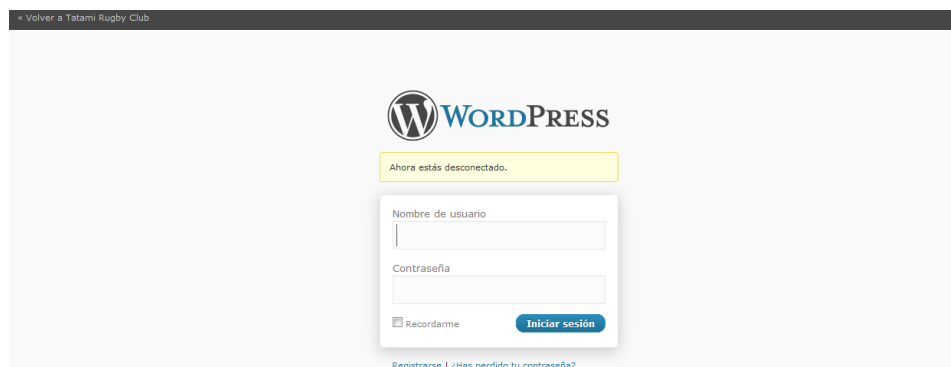 « Volver a Tatami Rugby Club
WORDPRESS
Ahora estás desconectado.
Nombre de usuario
Contraseña
Recordarme
Iniciar sesión
Registrarse | ¿Has perdido tu contraseña?